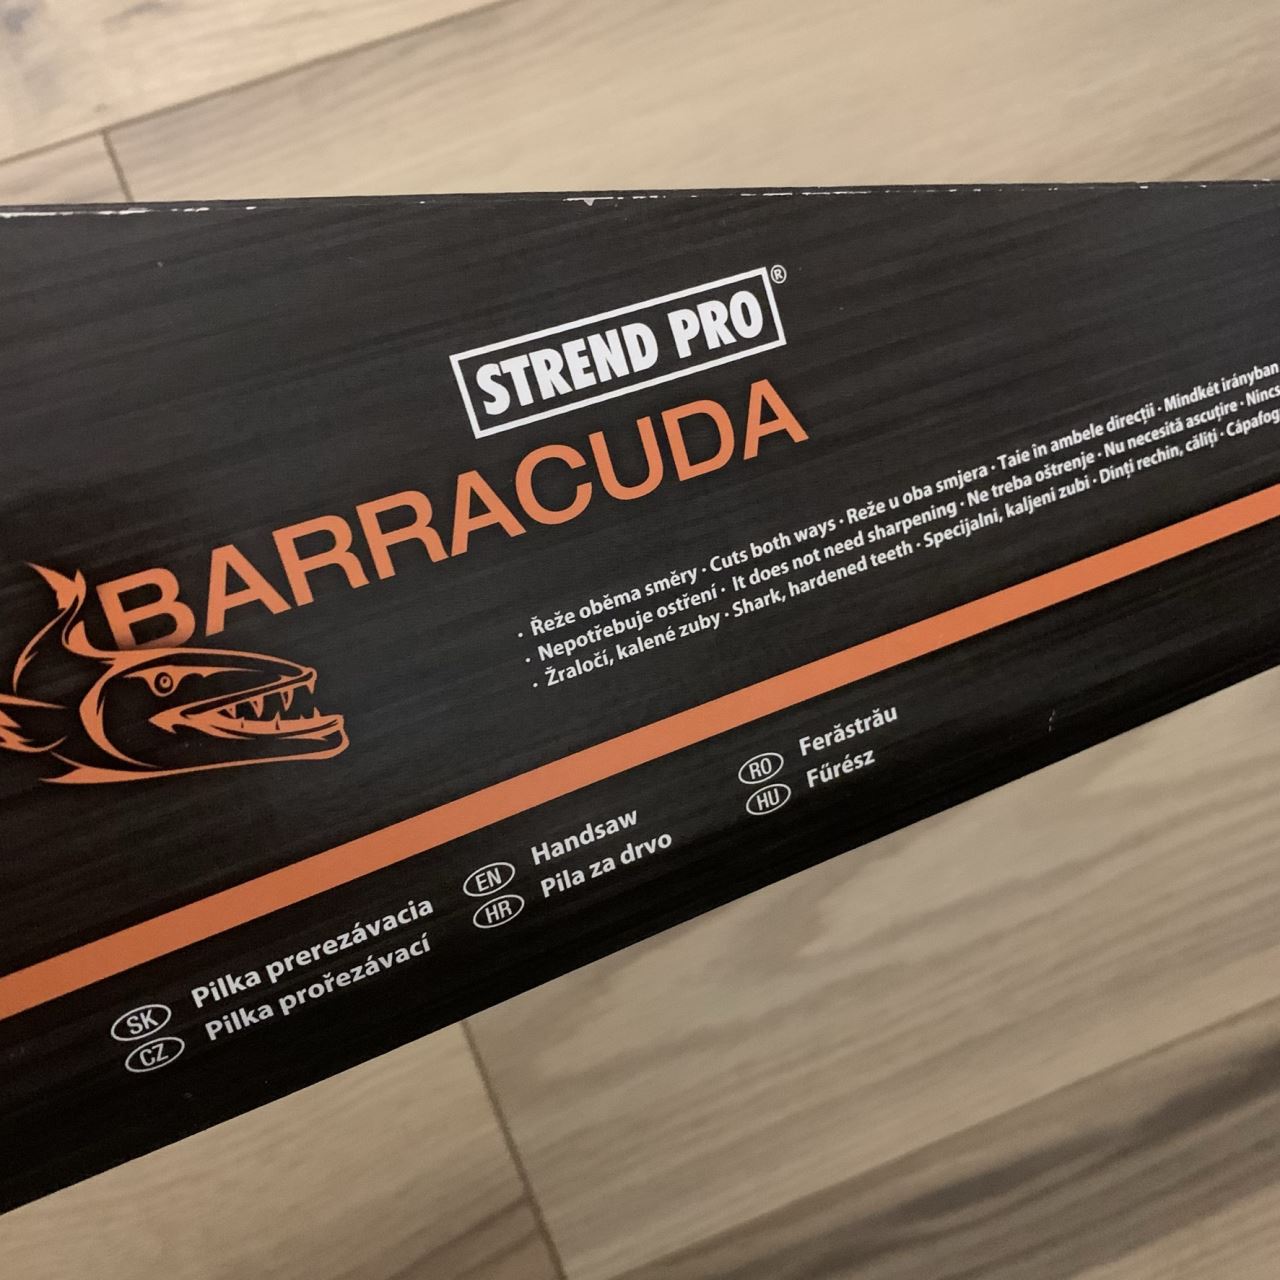 STREND PRO®
BARRACUDA
· Řeže oběma směry · Cuts both ways · Reže u oba smjera · Taie în ambele direcții · Mindkét irányban
· Nepotřebuje ostření · It does not need sharpening · Ne treba oštrenje · Nu necesită ascuțire · Nincs
· Žraločí, kalené zuby · Shark, hardened teeth · Specijalni, kaljeni zubi · Dinți rechin, căliți · Cápafog
SK Pilka prerezávacia
CZ Pilka prořezávací
EN Handsaw
HR Pila za drvo
RO Ferăstrău
HU Fűrész